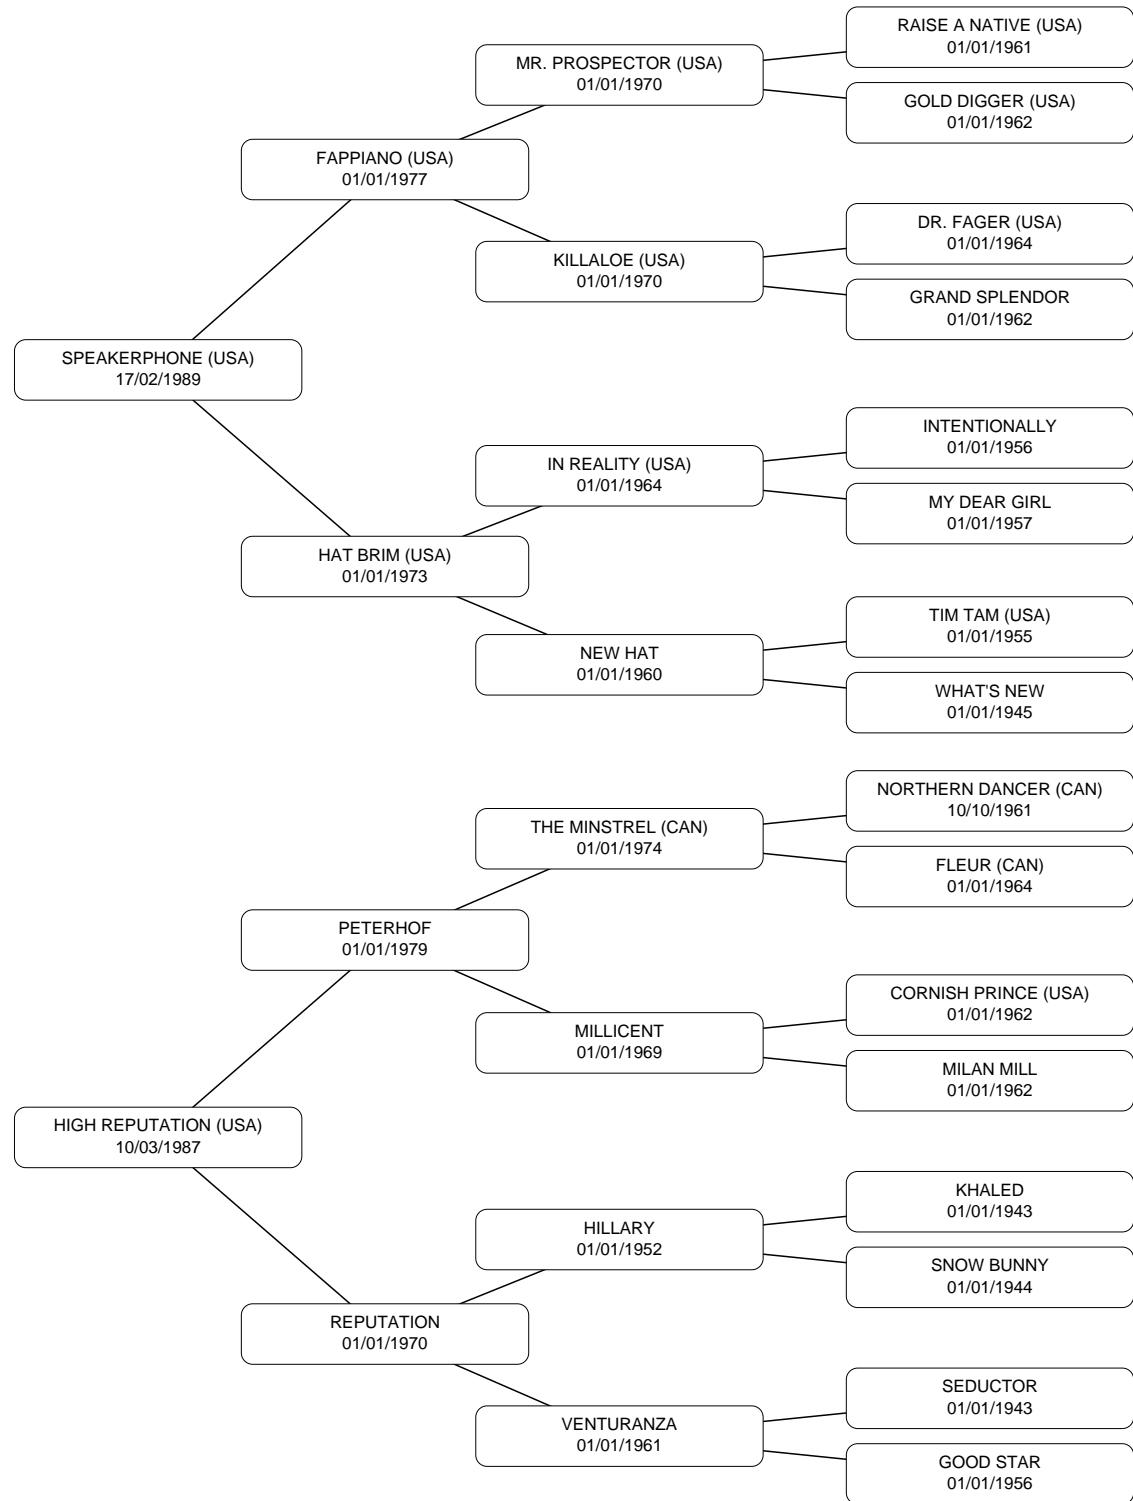 RAISE A NATIVE (USA)
01/01/1961
MR. PROSPECTOR (USA)
01/01/1970
GOLD DIGGER (USA)
01/01/1962
FAPPIANO (USA)
01/01/1977
DR. FAGER (USA)
01/01/1964
KILLALOE (USA)
01/01/1970
GRAND SPLENDOR
01/01/1962
SPEAKERPHONE (USA)
17/02/1989
INTENTIONALLY
01/01/1956
IN REALITY (USA)
01/01/1964
MY DEAR GIRL
01/01/1957
HAT BRIM (USA)
01/01/1973
TIM TAM (USA)
01/01/1955
NEW HAT
01/01/1960
WHAT'S NEW
01/01/1945
NORTHERN DANCER (CAN)
10/10/1961
THE MINSTREL (CAN)
01/01/1974
FLEUR (CAN)
01/01/1964
PETERHOF
01/01/1979
CORNISH PRINCE (USA)
01/01/1962
MILLICENT
01/01/1969
MILAN MILL
01/01/1962
HIGH REPUTATION (USA)
10/03/1987
KHALED
01/01/1943
HILLARY
01/01/1952
SNOW BUNNY
01/01/1944
REPUTATION
01/01/1970
SEDUCTOR
01/01/1943
VENTURANZA
01/01/1961
GOOD STAR
01/01/1956